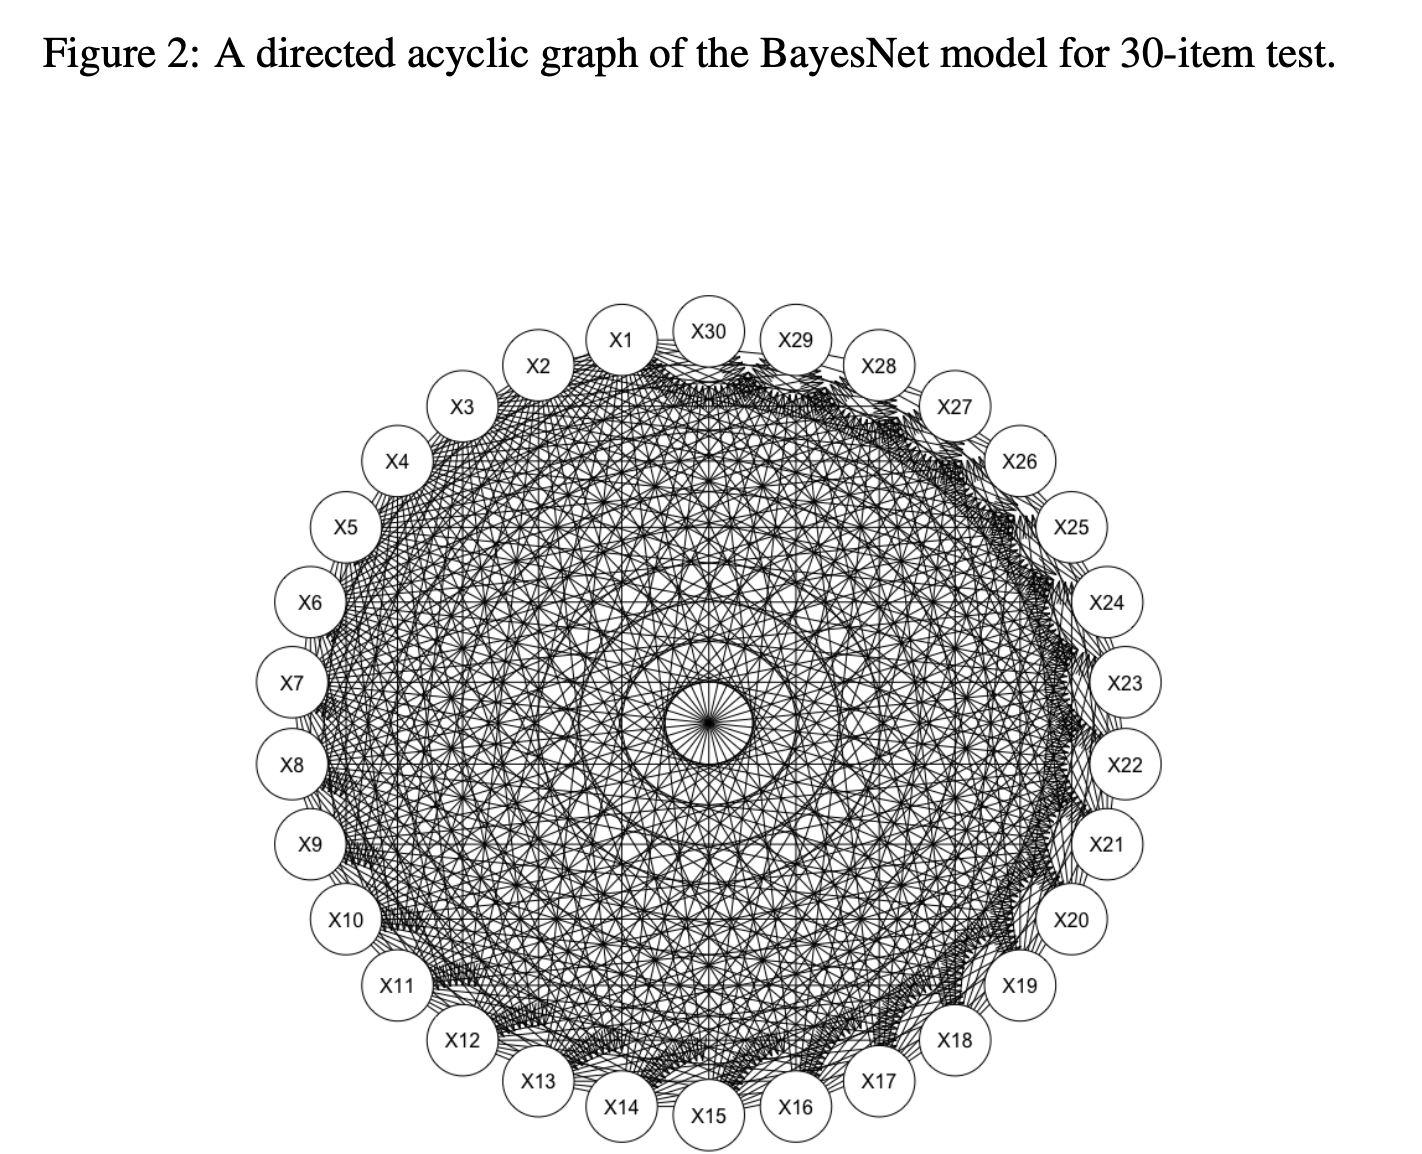 Figure 2: A directed acyclic graph of the BayesNet model for 30-item test.
X1
X30
X29
X2
X28
X3
X27
X4
X26
X5
X25
X6
X24
X7
X23
X8
X22
X9
X21
X10
X20
X11
X19
X12
X18
X13
X17
X14
X16
X15